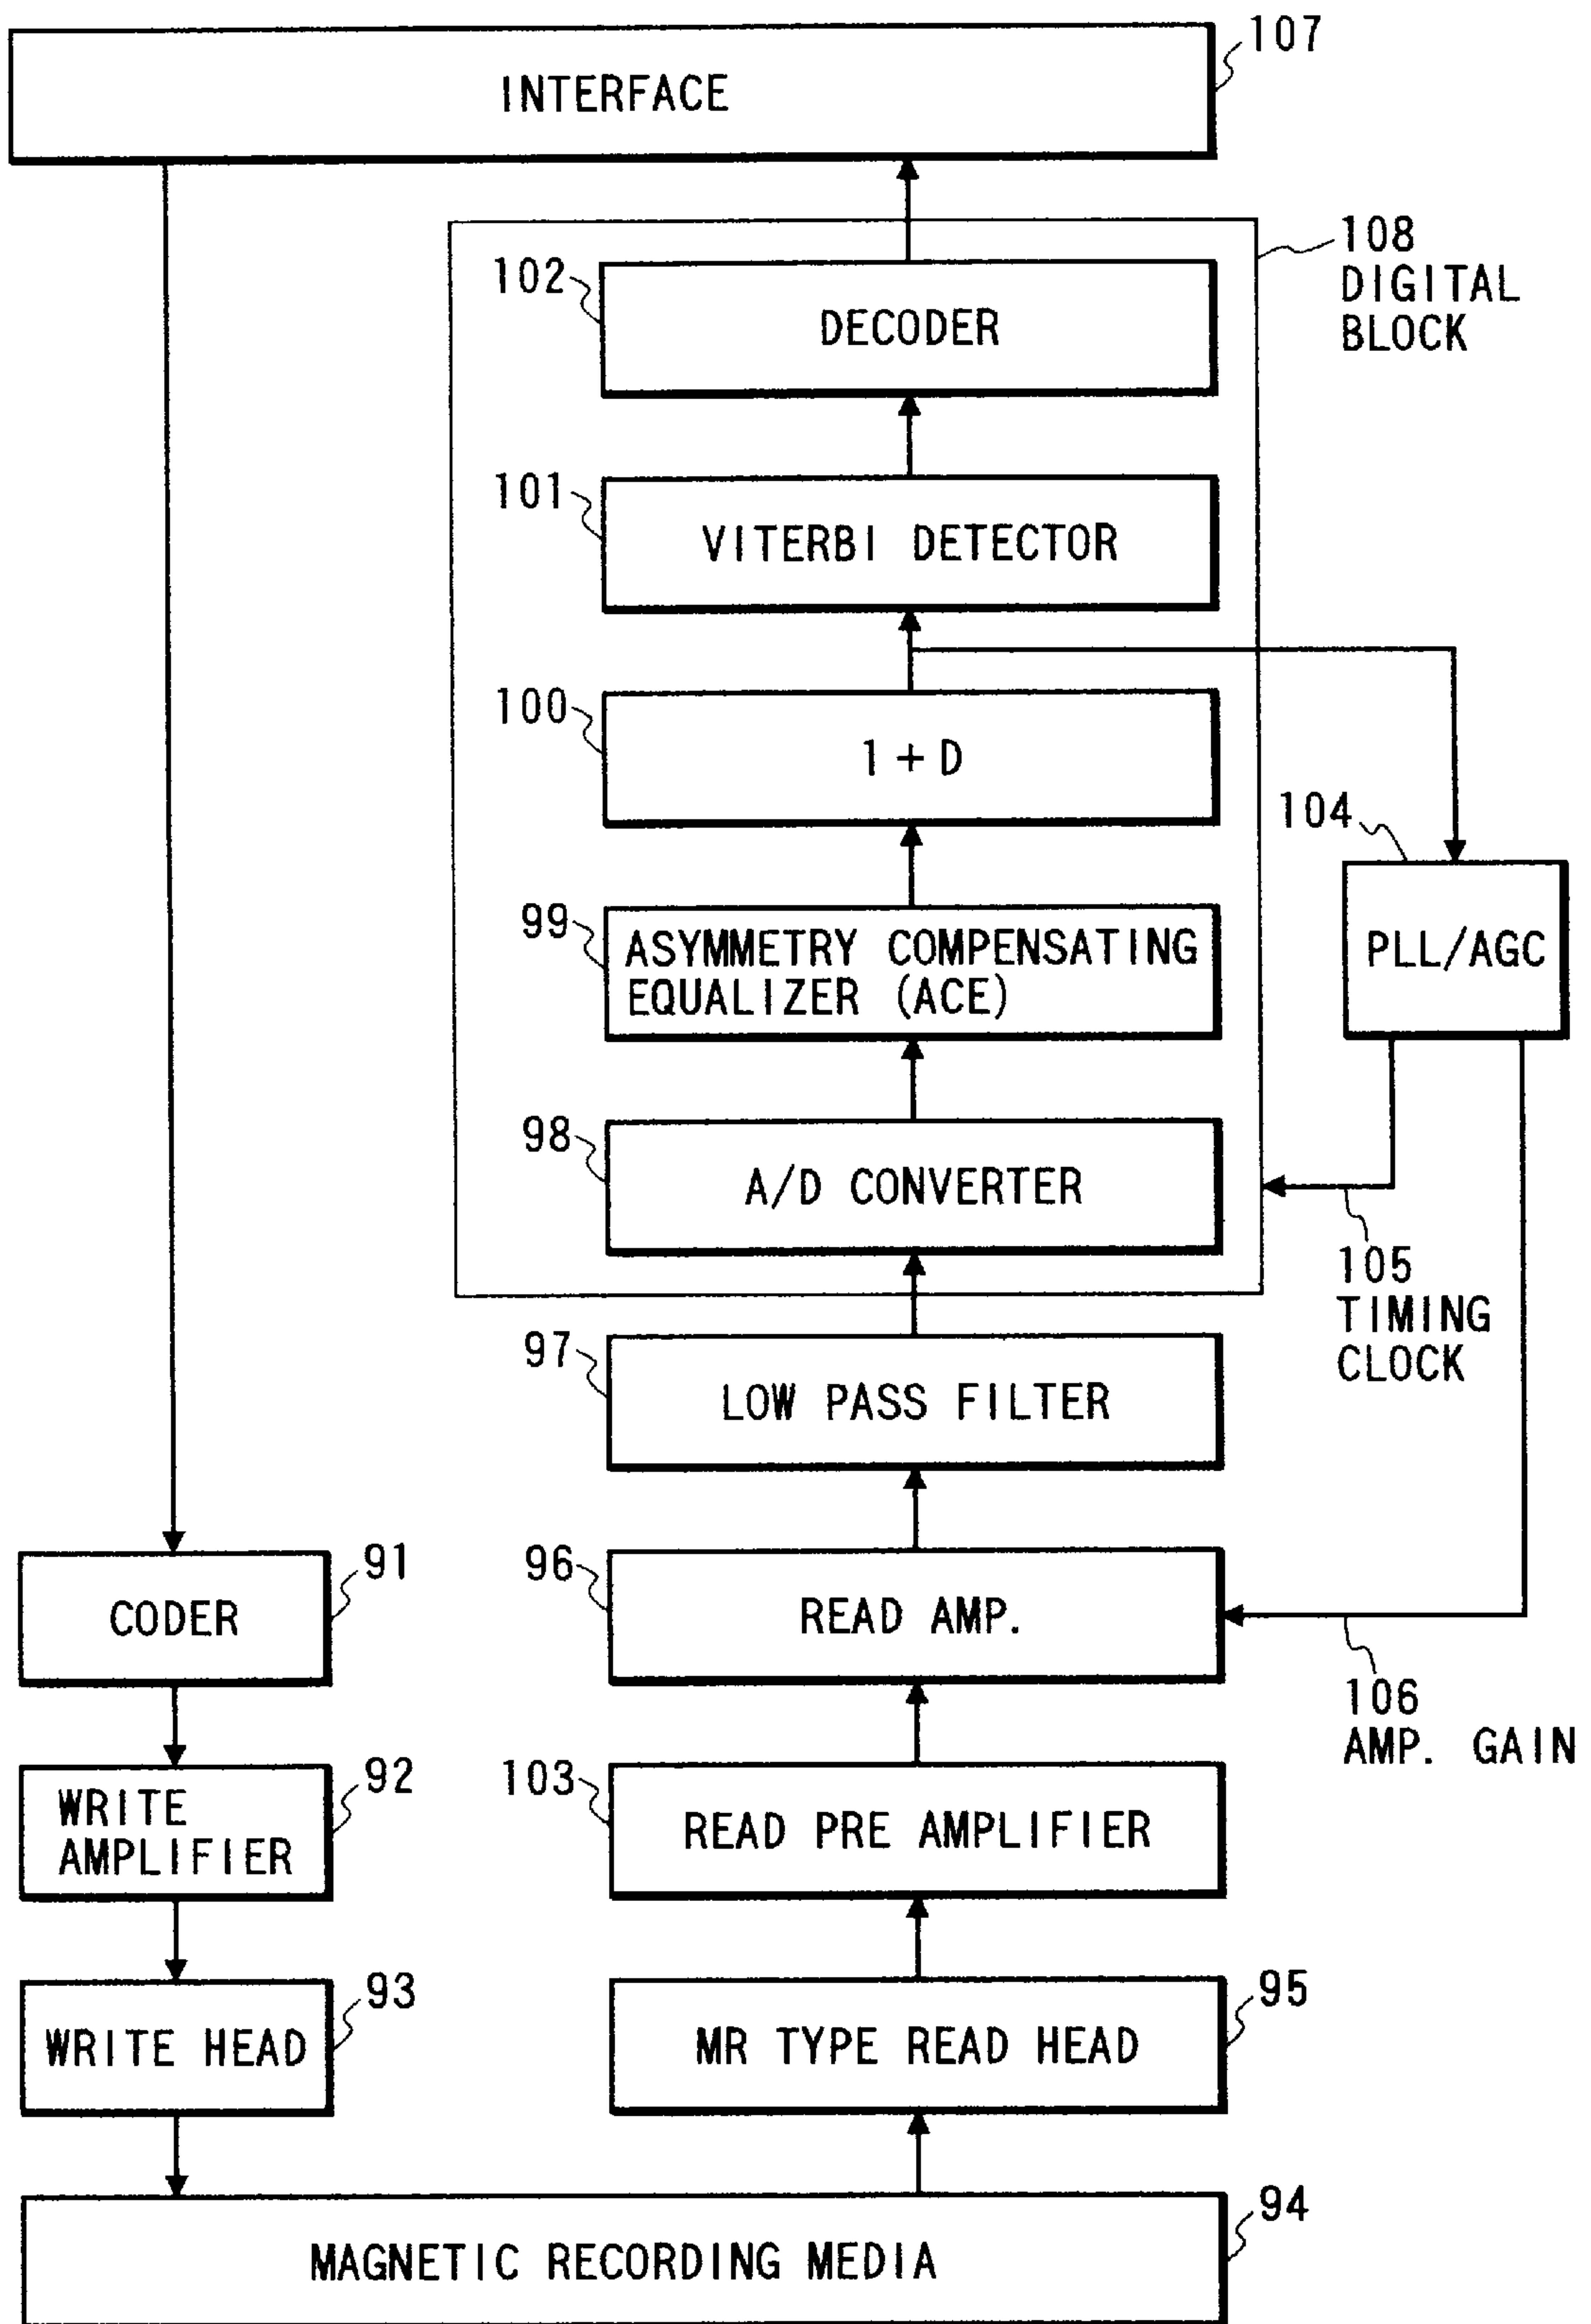 107
INTERFACE
108
DIGITAL
BLOCK
102
DECODER
101
VITERBI DETECTOR
100
1+D
104
PLL/AGC
99
ASYMMETRY COMPENSATING
EQUALIZER (ACE)
98
A/D CONVERTER
105
TIMING
CLOCK
97
LOW PASS FILTER
91
CODER
96
READ AMP.
106
AMP. GAIN
92
WRITE
AMPLIFIER
103
READ PRE AMPLIFIER
93
WRITE HEAD
95
MR TYPE READ HEAD
94
MAGNETIC RECORDING MEDIA